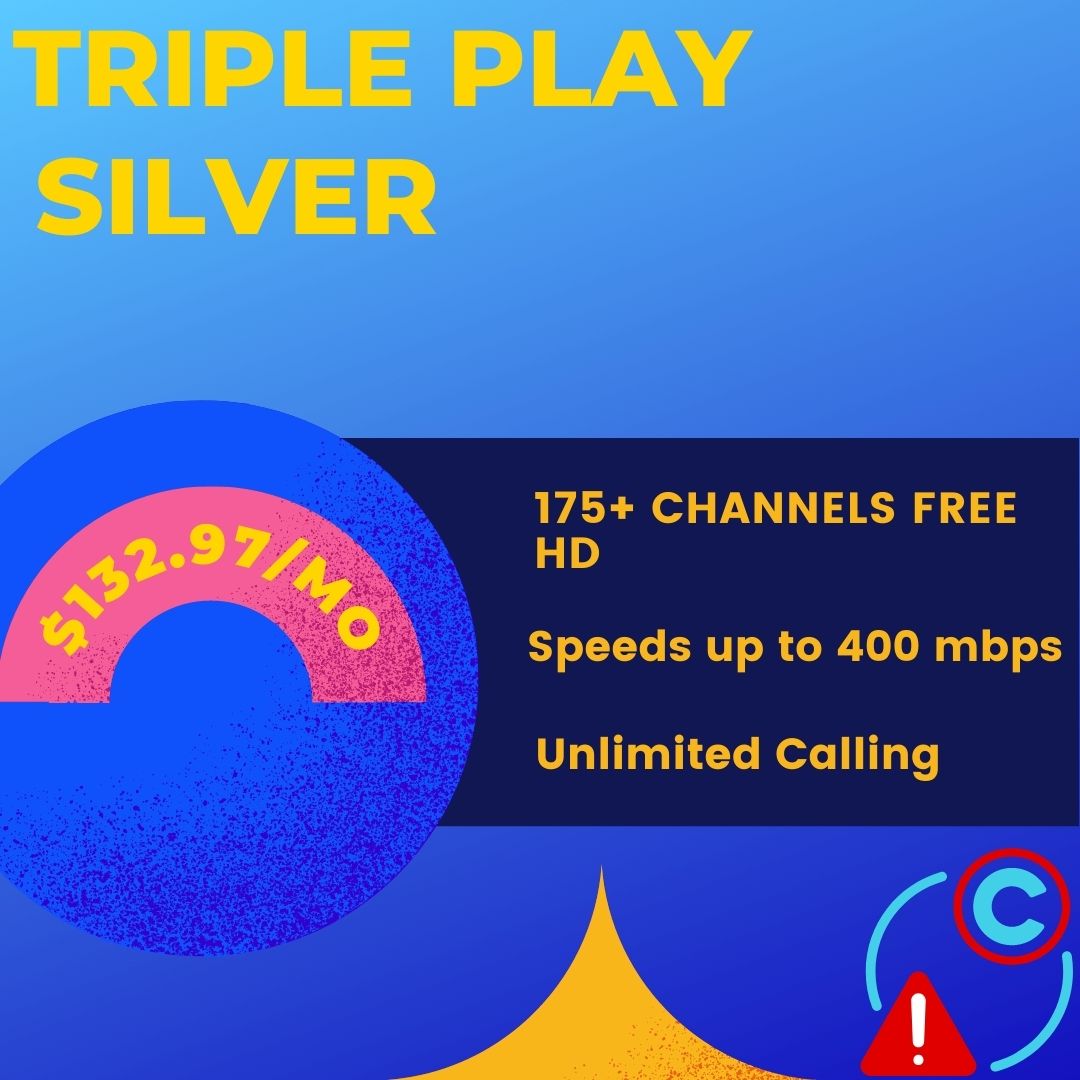 TRIPLE PLAY
SILVER
$132.97/MO
175+ CHANNELS FREE
HD
Speeds up to 400 mbps
Unlimited Calling
C
!